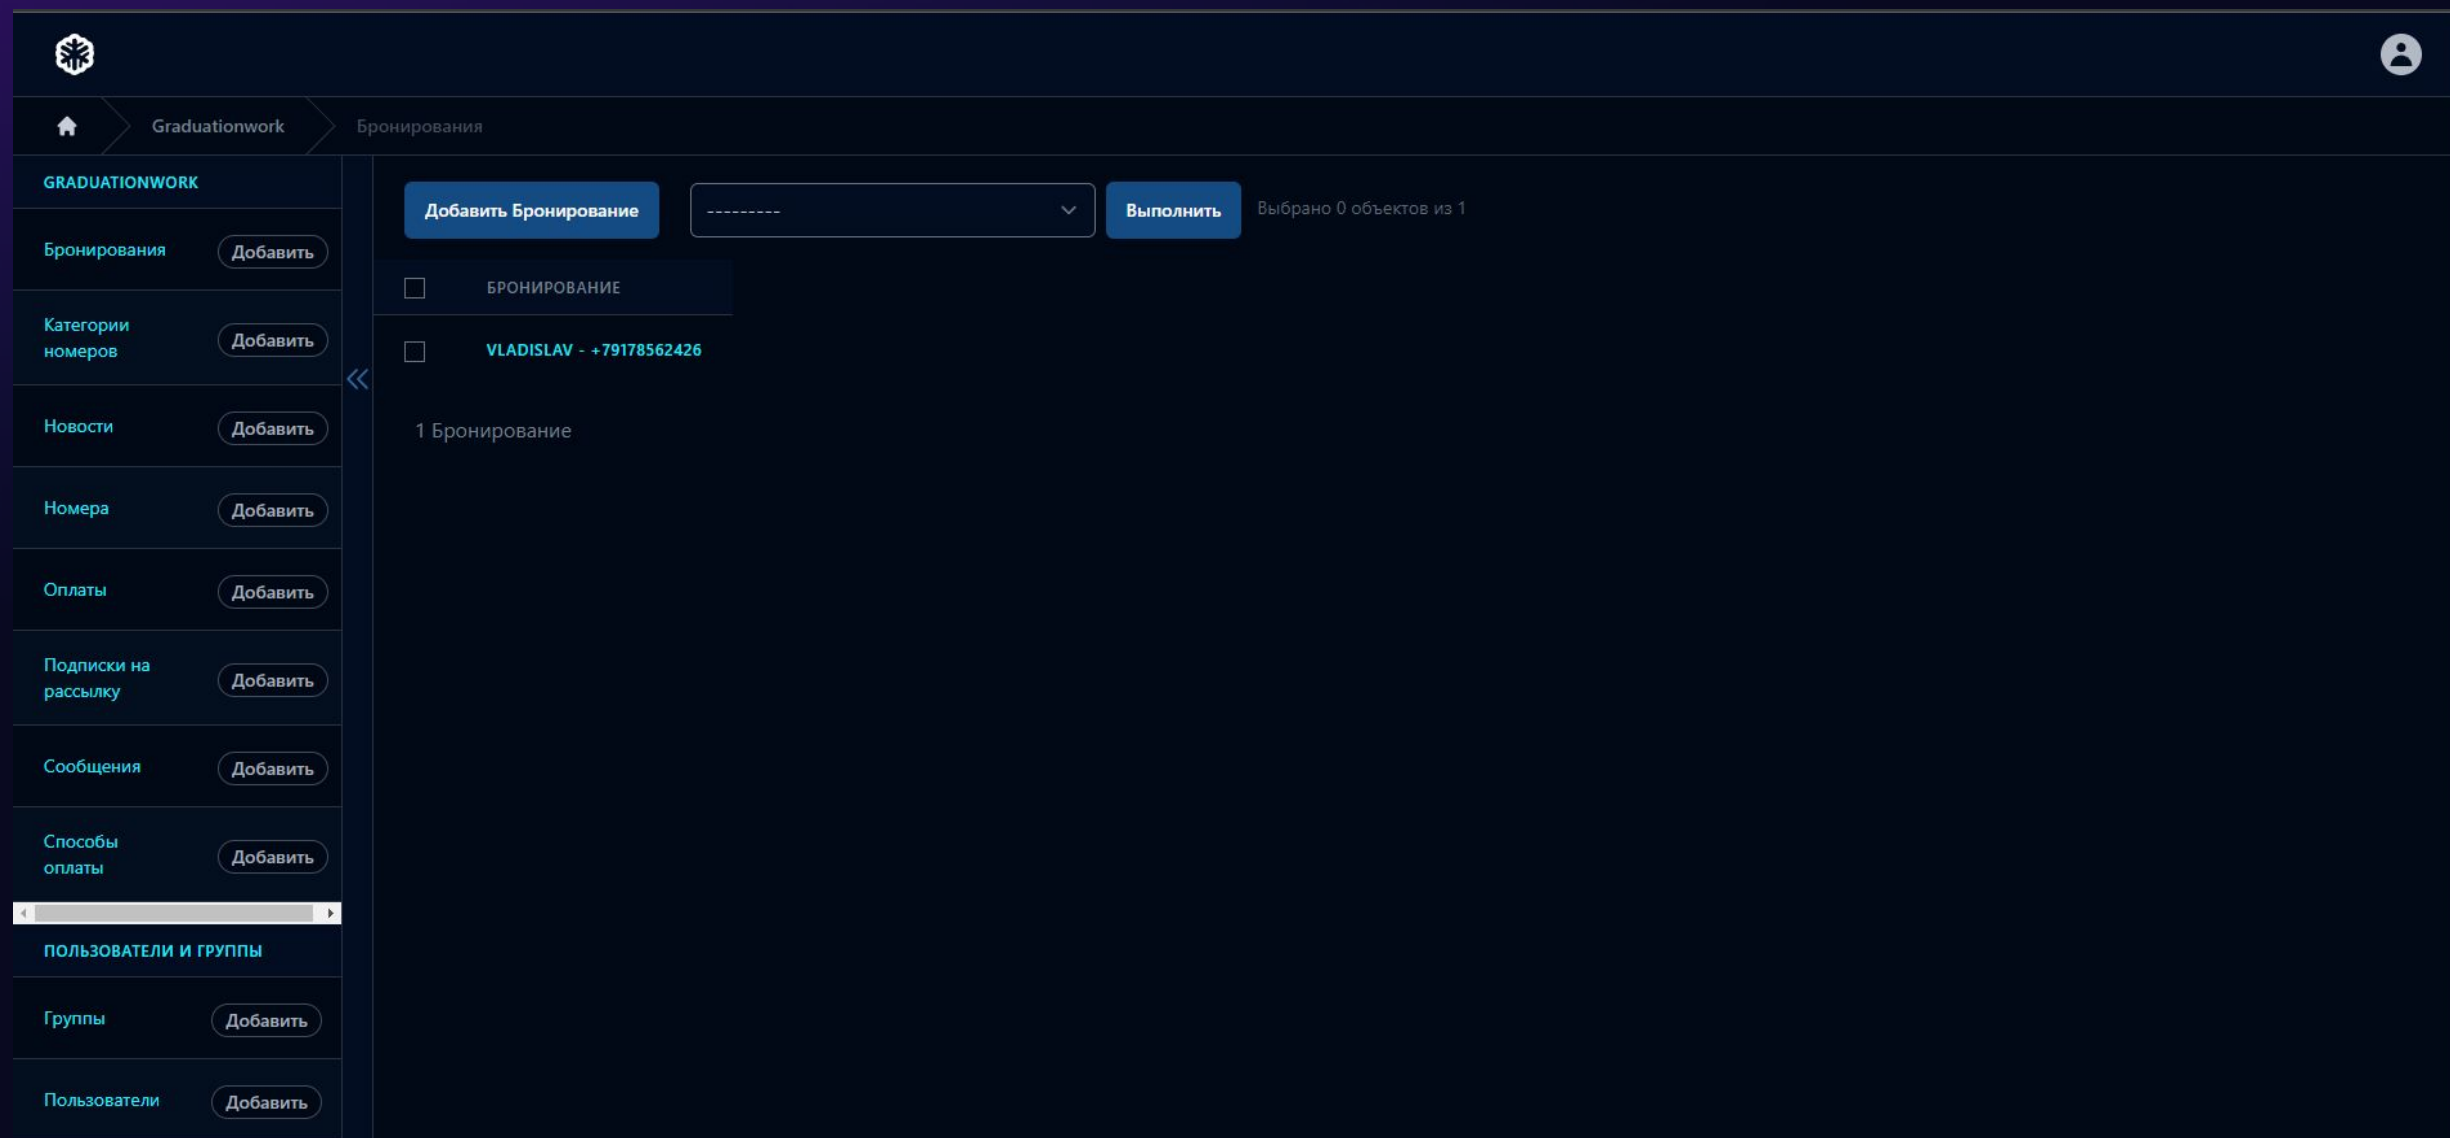 Graduationwork
Бронирования
GRADUATIONWORK
Бронирования
Добавить
Категории
номеров
Добавить
Новости
Добавить
Номера
Добавить
Оплаты
Добавить
Подписки на
рассылку
Добавить
Сообщения
Добавить
Способы
оплаты
Добавить
ПОЛЬЗОВАТЕЛИ И ГРУППЫ
Группы
Добавить
Пользователи
Добавить
Добавить Бронирование
---------
Выполнить
Выбрано 0 объектов из 1
БРОНИРОВАНИЕ
VLADISLAV - +79178562426
1 Бронирование